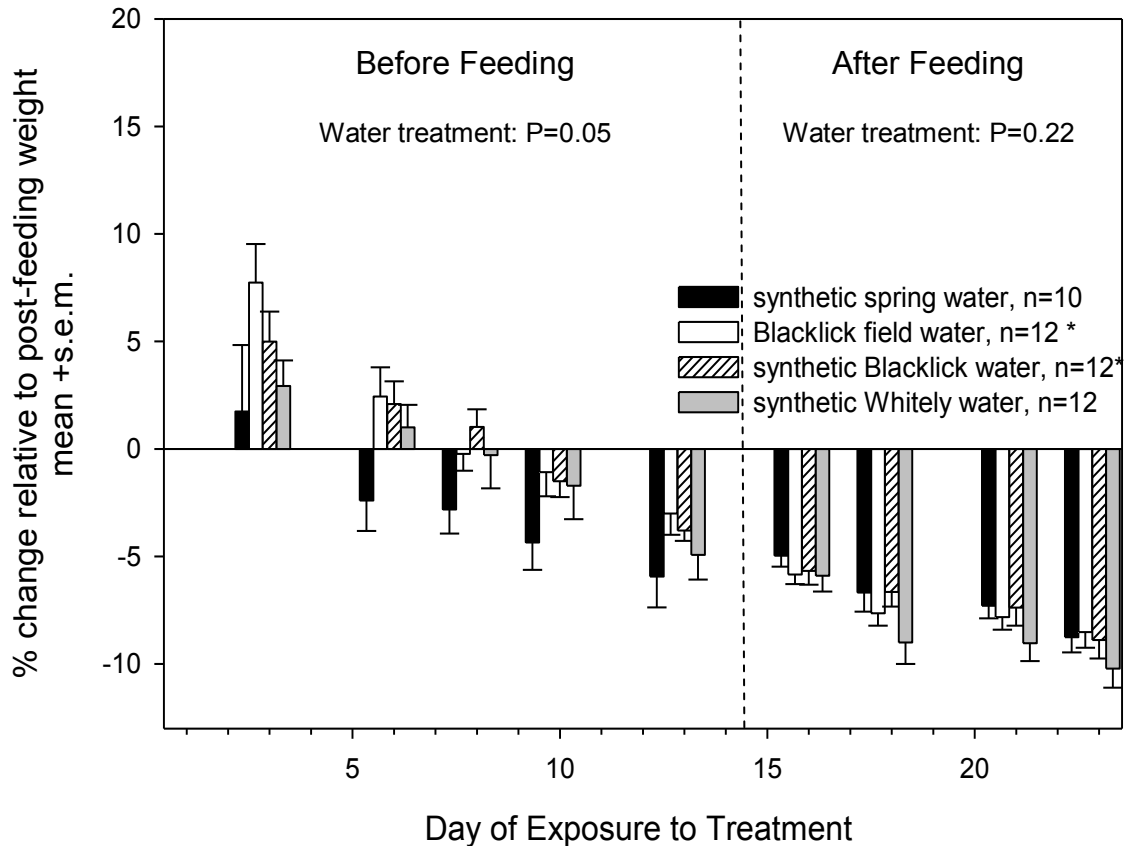 % change relative to post-feeding weight
mean +s.e.m.
20
15
10
5
0
-5
-10
Before Feeding
After Feeding
Water treatment: P=0.05
Water treatment: P=0.22
synthetic spring water, n=10
Blacklick field water, n=12 *
synthetic Blacklick water, n=12*
synthetic Whitely water, n=12
5
10
15
20
Day of Exposure to Treatment